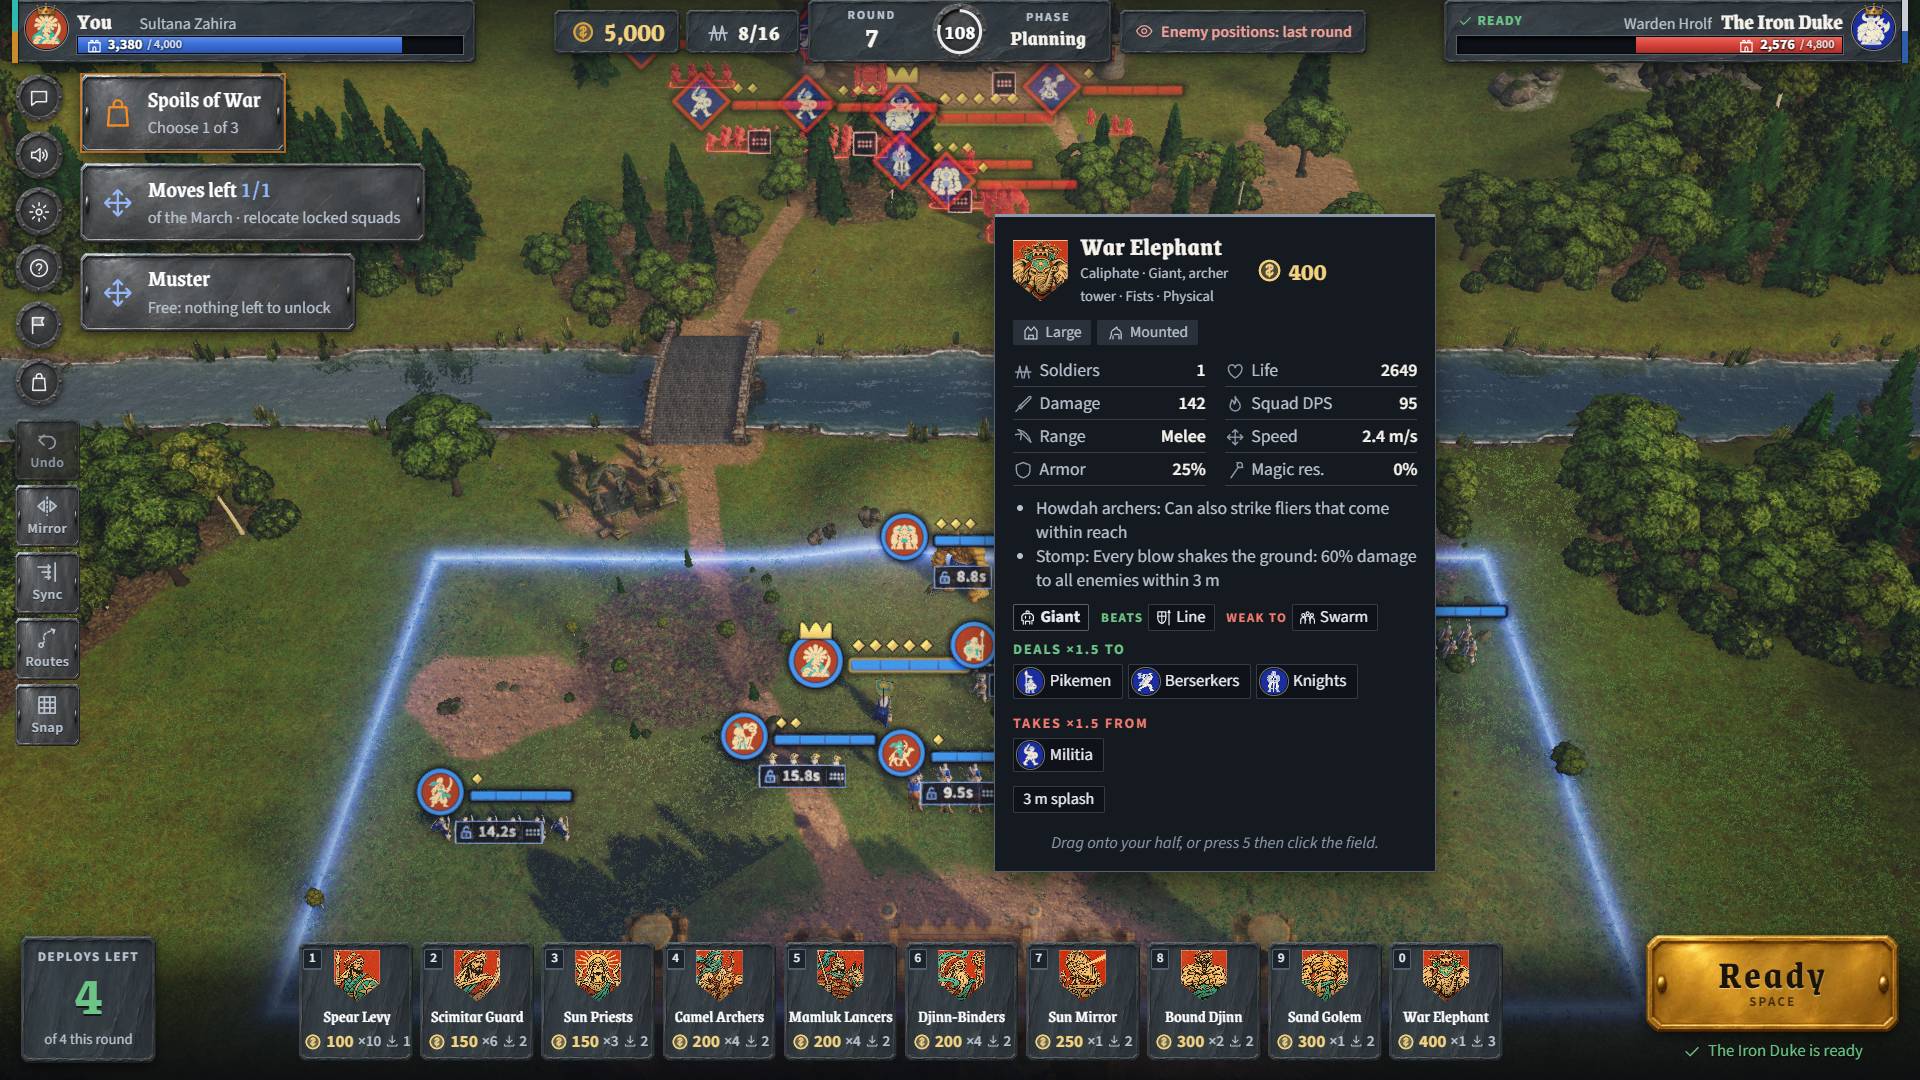 You Sultana Zahira
3,380 / 4,000
5,000
8/16
ROUND
7
108
PHASE
Planning
Enemy positions: last round
READY
Warden Hrolf The Iron Duke
2,576 / 4,800
Spoils of War
Choose 1 of 3
Moves left 1/1
of the March · relocate locked squads
Muster
Free: nothing left to unlock
Undo
Mirror
Sync
Routes
Snap
1
War Elephant
Caliphate · Giant, archer
tower · Fists · Physical
400
Large
Mounted
Soldiers 1
Life 2649
Damage 142
Squad DPS 95
Range Melee
Speed 2.4 m/s
Armor 25%
Magic res. 0%
• Howdah archers: Can also strike fliers that come
within reach
• Stomp: Every blow shakes the ground: 60% damage
to all enemies within 3 m
Giant BEATS Line WEAK TO Swarm
DEALS ×1.5 TO
Pikemen
Berserkers
Knights
TAKES ×1.5 FROM
Militia
3 m splash
Drag onto your half, or press 5 then click the field.
8.8s
15.8s
9.5s
14.2s
DEPLOYS LEFT
4
of 4 this round
1
Spear Levy
100 ×10 1
2
Scimitar Guard
150 ×6 2
3
Sun Priests
150 ×3 2
4
Camel Archers
200 ×4 2
5
Mamluk Lancers
200 ×4 2
6
Djinn-Binders
200 ×4 2
7
Sun Mirror
250 ×1 2
8
Bound Djinn
300 ×2 2
9
Sand Golem
300 ×1 2
0
War Elephant
400 ×1 3
Ready
SPACE
The Iron Duke is ready